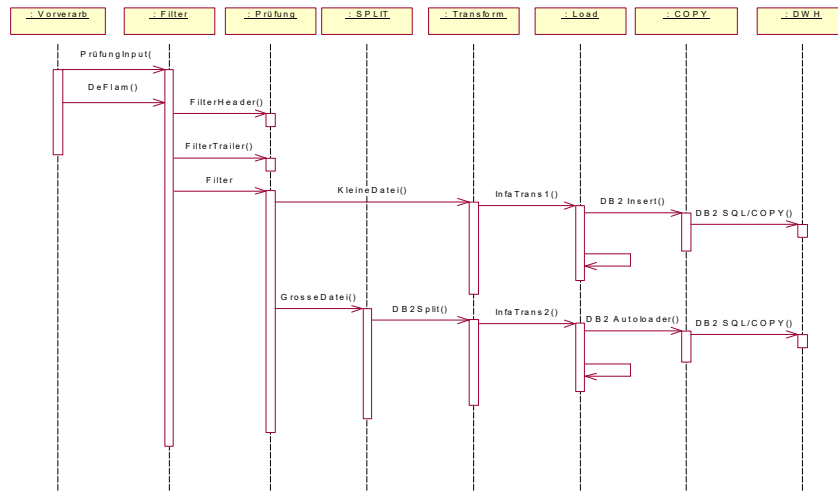 : Vorverarb
: Filter
: Prüfung
: SPLIT
: Transform
: Load
: COPY
: DWH
PrüfungInput(
DeFlam()
FilterHeader()
FilterTrailer()
Filter
KleineDatei()
InfaTrans1()
DB2 Insert()
DB2 SQL/COPY()
GrosseDatei()
DB2Split()
InfaTrans2()
DB2 Autoloader()
DB2 SQL/COPY()